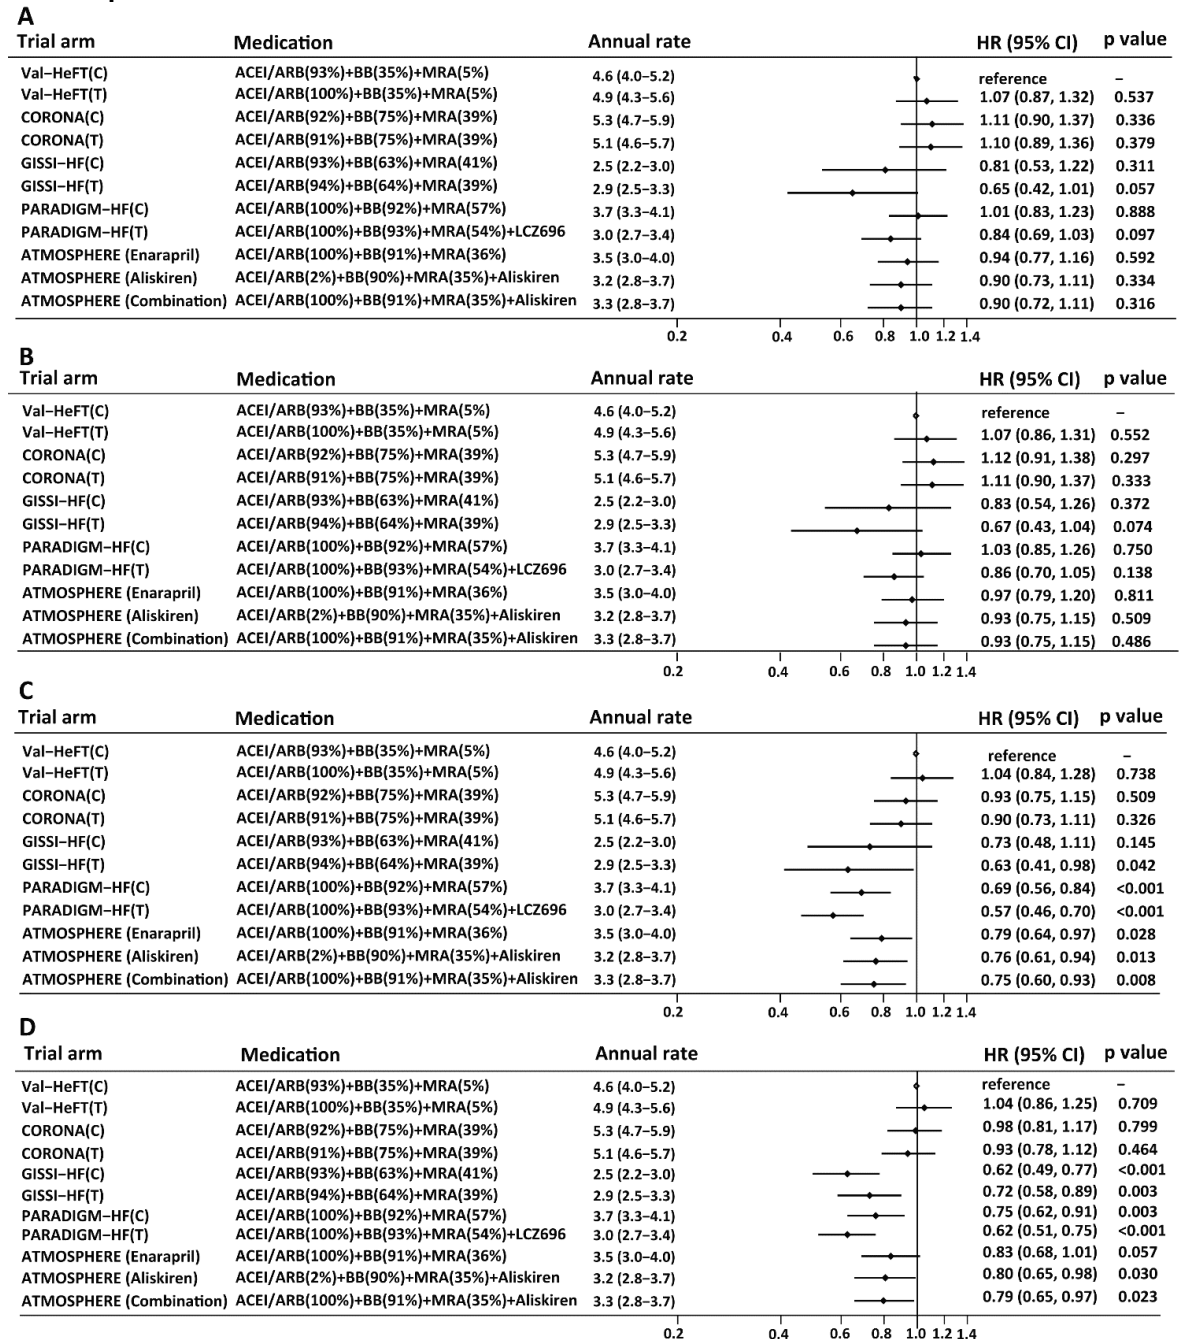 A
Trial arm Medication Annual rate HR (95% CI) p value
Val−HeFT(C) ACEI/ARB(93%)+BB(35%)+MRA(5%) 4.6 (4.0−5.2) reference −
Val−HeFT(T) ACEI/ARB(100%)+BB(35%)+MRA(5%) 4.9 (4.3−5.6) 1.07 (0.87, 1.32) 0.537
CORONA(C) ACEI/ARB(92%)+BB(75%)+MRA(39%) 5.3 (4.7−5.9) 1.11 (0.90, 1.37) 0.336
CORONA(T) ACEI/ARB(91%)+BB(75%)+MRA(39%) 5.1 (4.6−5.7) 1.10 (0.89, 1.36) 0.379
GISSI−HF(C) ACEI/ARB(93%)+BB(63%)+MRA(41%) 2.5 (2.2−3.0) 0.81 (0.53, 1.22) 0.311
GISSI−HF(T) ACEI/ARB(94%)+BB(64%)+MRA(39%) 2.9 (2.5−3.3) 0.65 (0.42, 1.01) 0.057
PARADIGM−HF(C) ACEI/ARB(100%)+BB(92%)+MRA(57%) 3.7 (3.3−4.1) 1.01 (0.83, 1.23) 0.888
PARADIGM−HF(T) ACEI/ARB(100%)+BB(93%)+MRA(54%)+LCZ696 3.0 (2.7−3.4) 0.84 (0.69, 1.03) 0.097
ATMOSPHERE (Enarapril) ACEI/ARB(100%)+BB(91%)+MRA(36%) 3.5 (3.0−4.0) 0.94 (0.77, 1.16) 0.592
ATMOSPHERE (Aliskiren) ACEI/ARB(2%)+BB(90%)+MRA(35%)+Aliskiren 3.2 (2.8−3.7) 0.90 (0.73, 1.11) 0.334
ATMOSPHERE (Combination) ACEI/ARB(100%)+BB(91%)+MRA(35%)+Aliskiren 3.3 (2.8−3.7) 0.90 (0.72, 1.11) 0.316
0.2 0.4 0.6 0.8 1.0 1.2 1.4
B
Trial arm Medication Annual rate HR (95% CI) p value
Val−HeFT(C) ACEI/ARB(93%)+BB(35%)+MRA(5%) 4.6 (4.0−5.2) reference −
Val−HeFT(T) ACEI/ARB(100%)+BB(35%)+MRA(5%) 4.9 (4.3−5.6) 1.07 (0.86, 1.31) 0.552
CORONA(C) ACEI/ARB(92%)+BB(75%)+MRA(39%) 5.3 (4.7−5.9) 1.12 (0.91, 1.38) 0.297
CORONA(T) ACEI/ARB(91%)+BB(75%)+MRA(39%) 5.1 (4.6−5.7) 1.11 (0.90, 1.37) 0.333
GISSI−HF(C) ACEI/ARB(93%)+BB(63%)+MRA(41%) 2.5 (2.2−3.0) 0.83 (0.54, 1.26) 0.372
GISSI−HF(T) ACEI/ARB(94%)+BB(64%)+MRA(39%) 2.9 (2.5−3.3) 0.67 (0.43, 1.04) 0.074
PARADIGM−HF(C) ACEI/ARB(100%)+BB(92%)+MRA(57%) 3.7 (3.3−4.1) 1.03 (0.85, 1.26) 0.750
PARADIGM−HF(T) ACEI/ARB(100%)+BB(93%)+MRA(54%)+LCZ696 3.0 (2.7−3.4) 0.86 (0.70, 1.05) 0.138
ATMOSPHERE (Enarapril) ACEI/ARB(100%)+BB(91%)+MRA(36%) 3.5 (3.0−4.0) 0.97 (0.79, 1.20) 0.811
ATMOSPHERE (Aliskiren) ACEI/ARB(2%)+BB(90%)+MRA(35%)+Aliskiren 3.2 (2.8−3.7) 0.93 (0.75, 1.15) 0.509
ATMOSPHERE (Combination) ACEI/ARB(100%)+BB(91%)+MRA(35%)+Aliskiren 3.3 (2.8−3.7) 0.93 (0.75, 1.15) 0.486
0.2 0.4 0.6 0.8 1.0 1.2 1.4
C
Trial arm Medication Annual rate HR (95% CI) p value
Val−HeFT(C) ACEI/ARB(93%)+BB(35%)+MRA(5%) 4.6 (4.0−5.2) reference −
Val−HeFT(T) ACEI/ARB(100%)+BB(35%)+MRA(5%) 4.9 (4.3−5.6) 1.04 (0.84, 1.28) 0.738
CORONA(C) ACEI/ARB(92%)+BB(75%)+MRA(39%) 5.3 (4.7−5.9) 0.93 (0.75, 1.15) 0.509
CORONA(T) ACEI/ARB(91%)+BB(75%)+MRA(39%) 5.1 (4.6−5.7) 0.90 (0.73, 1.11) 0.326
GISSI−HF(C) ACEI/ARB(93%)+BB(63%)+MRA(41%) 2.5 (2.2−3.0) 0.73 (0.48, 1.11) 0.145
GISSI−HF(T) ACEI/ARB(94%)+BB(64%)+MRA(39%) 2.9 (2.5−3.3) 0.63 (0.41, 0.98) 0.042
PARADIGM−HF(C) ACEI/ARB(100%)+BB(92%)+MRA(57%) 3.7 (3.3−4.1) 0.69 (0.56, 0.84) <0.001
PARADIGM−HF(T) ACEI/ARB(100%)+BB(93%)+MRA(54%)+LCZ696 3.0 (2.7−3.4) 0.57 (0.46, 0.70) <0.001
ATMOSPHERE (Enarapril) ACEI/ARB(100%)+BB(91%)+MRA(36%) 3.5 (3.0−4.0) 0.79 (0.64, 0.97) 0.028
ATMOSPHERE (Aliskiren) ACEI/ARB(2%)+BB(90%)+MRA(35%)+Aliskiren 3.2 (2.8−3.7) 0.76 (0.61, 0.94) 0.013
ATMOSPHERE (Combination) ACEI/ARB(100%)+BB(91%)+MRA(35%)+Aliskiren 3.3 (2.8−3.7) 0.75 (0.60, 0.93) 0.008
0.2 0.4 0.6 0.8 1.0 1.2 1.4
D
Trial arm Medication Annual rate HR (95% CI) p value
Val−HeFT(C) ACEI/ARB(93%)+BB(35%)+MRA(5%) 4.6 (4.0−5.2) reference −
Val−HeFT(T) ACEI/ARB(100%)+BB(35%)+MRA(5%) 4.9 (4.3−5.6) 1.04 (0.86, 1.25) 0.709
CORONA(C) ACEI/ARB(92%)+BB(75%)+MRA(39%) 5.3 (4.7−5.9) 0.98 (0.81, 1.17) 0.799
CORONA(T) ACEI/ARB(91%)+BB(75%)+MRA(39%) 5.1 (4.6−5.7) 0.93 (0.78, 1.12) 0.464
GISSI−HF(C) ACEI/ARB(93%)+BB(63%)+MRA(41%) 2.5 (2.2−3.0) 0.62 (0.49, 0.77) <0.001
GISSI−HF(T) ACEI/ARB(94%)+BB(64%)+MRA(39%) 2.9 (2.5−3.3) 0.72 (0.58, 0.89) 0.003
PARADIGM−HF(C) ACEI/ARB(100%)+BB(92%)+MRA(57%) 3.7 (3.3−4.1) 0.75 (0.62, 0.91) 0.003
PARADIGM−HF(T) ACEI/ARB(100%)+BB(93%)+MRA(54%)+LCZ696 3.0 (2.7−3.4) 0.62 (0.51, 0.75) <0.001
ATMOSPHERE (Enarapril) ACEI/ARB(100%)+BB(91%)+MRA(36%) 3.5 (3.0−4.0) 0.83 (0.68, 1.01) 0.057
ATMOSPHERE (Aliskiren) ACEI/ARB(2%)+BB(90%)+MRA(35%)+Aliskiren 3.2 (2.8−3.7) 0.80 (0.65, 0.98) 0.030
ATMOSPHERE (Combination) ACEI/ARB(100%)+BB(91%)+MRA(35%)+Aliskiren 3.3 (2.8−3.7) 0.79 (0.65, 0.97) 0.023
0.2 0.4 0.6 0.8 1.0 1.2 1.4